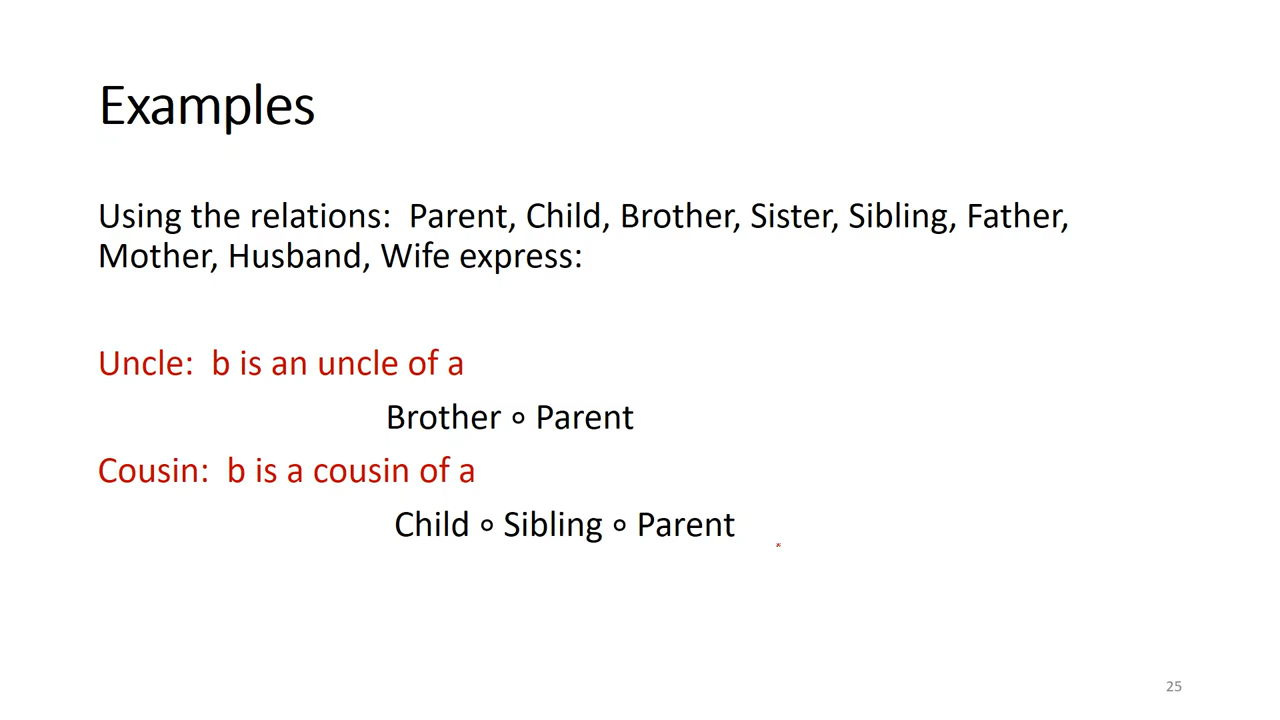 Examples
Using the relations: Parent, Child, Brother, Sister, Sibling, Father,
Mother, Husband, Wife express:
Uncle: b is an uncle of a
Brother ∘ Parent
Cousin: b is a cousin of a
Child ∘ Sibling ∘ Parent
25